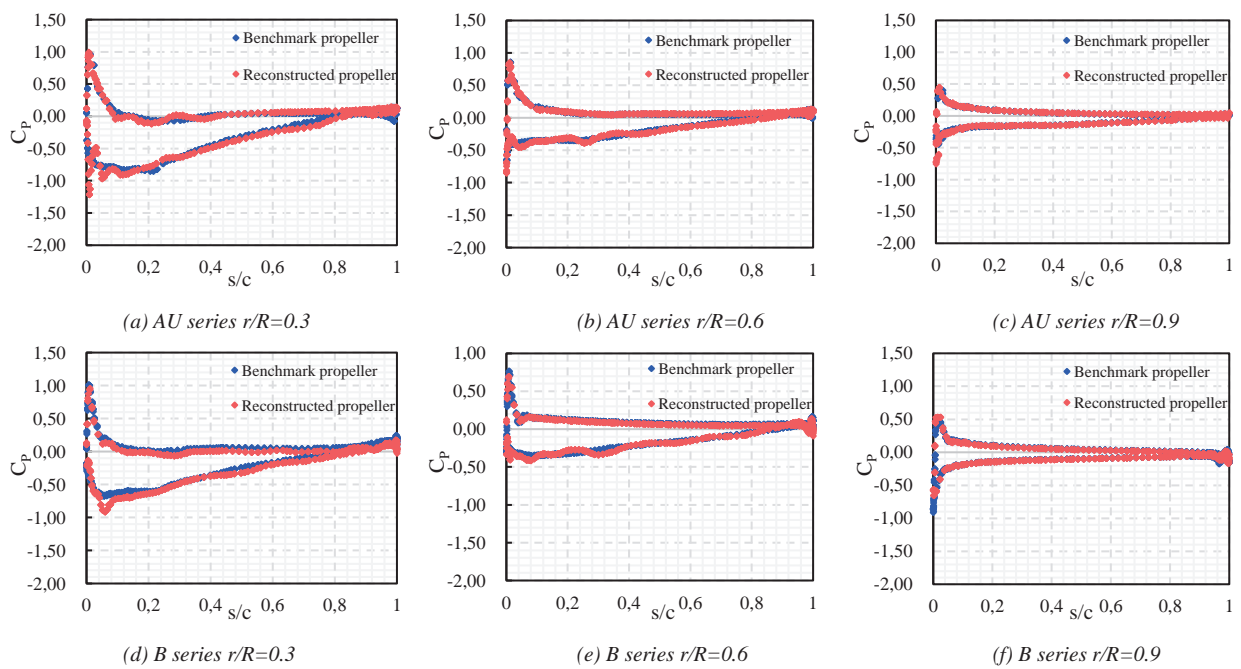 1,50
1,00
0,50
0,00
-0,50
-1,00
-1,50
-2,00
C_P
Benchmark propeller
Reconstructed propeller
0 0,2 0,4 0,6 0,8 1
s/c
(a) AU series r/R=0.3
1,50
1,00
0,50
0,00
-0,50
-1,00
-1,50
-2,00
C_P
Benchmark propeller
Reconstructed propeller
0 0,2 0,4 0,6 0,8 1
s/c
(b) AU series r/R=0.6
1,50
1,00
0,50
0,00
-0,50
-1,00
-1,50
-2,00
C_P
Benchmark propeller
Reconstructed propeller
0 0,2 0,4 0,6 0,8 1
s/c
(c) AU series r/R=0.9
1,50
1,00
0,50
0,00
-0,50
-1,00
-1,50
-2,00
C_P
Benchmark propeller
Reconstructed propeller
0 0,2 0,4 0,6 0,8 1
s/c
(d) B series r/R=0.3
1,00
0,50
0,00
-0,50
-1,00
-1,50
-2,00
C_P
Benchmark propeller
Reconstructed propeller
0 0,2 0,4 0,6 0,8 1
s/c
(e) B series r/R=0.6
1,50
1,00
0,50
0,00
-0,50
-1,00
-1,50
-2,00
C_P
Benchmark propeller
Reconstructed propeller
0 0,2 0,4 0,6 0,8 1
s/c
(f) B series r/R=0.9